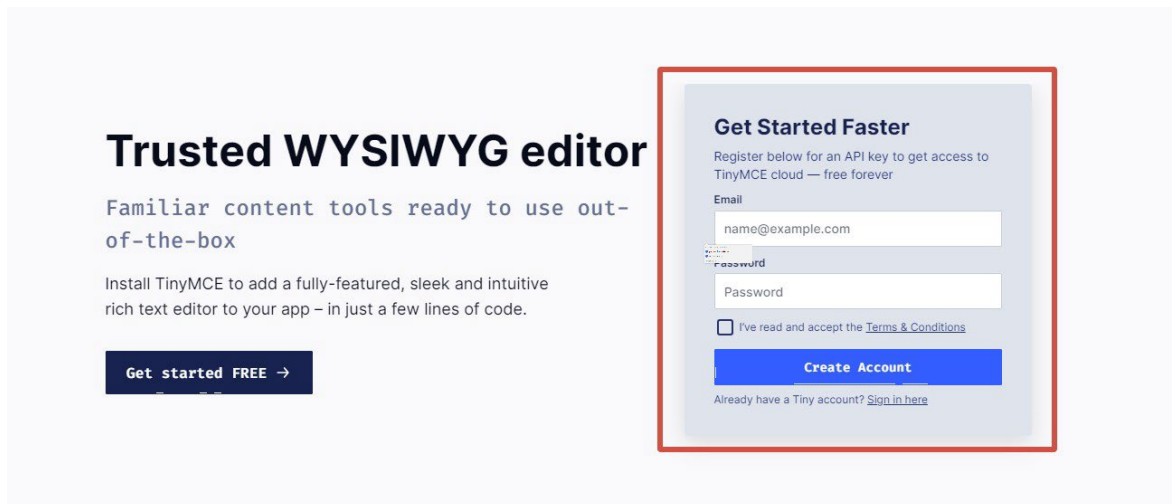 Trusted WYSIWYG editor
Familiar content tools ready to use out-
of-the-box
Install TinyMCE to add a fully-featured, sleek and intuitive
rich text editor to your app – in just a few lines of code.
Get started FREE →
Get Started Faster
Register below for an API key to get access to
TinyMCE cloud — free forever
Email
name@example.com
Password
Password
I've read and accept the Terms & Conditions
Create Account
Already have a Tiny account? Sign in here